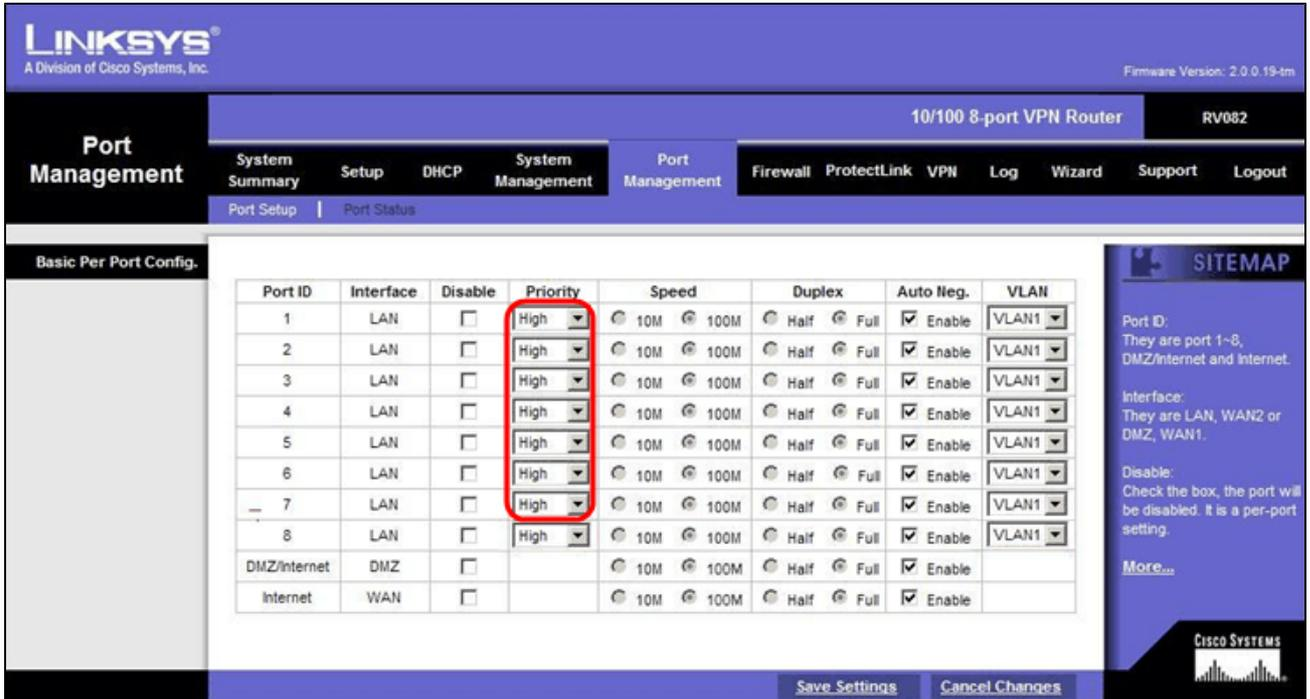 LINKSYS®
A Division of Cisco Systems, Inc.
Firmware Version: 2.0.0.19-tm
10/100 8-port VPN Router RV082
Port Management
System Summary Setup DHCP System Management Port Management Firewall ProtectLink VPN Log Wizard Support Logout
Port Setup | Port Status
Basic Per Port Config.
SITEMAP
Port ID Interface Disable Priority Speed Duplex Auto Neg. VLAN
1 LAN High 10M 100M Half Full Enable VLAN1
2 LAN High 10M 100M Half Full Enable VLAN1
3 LAN High 10M 100M Half Full Enable VLAN1
4 LAN High 10M 100M Half Full Enable VLAN1
5 LAN High 10M 100M Half Full Enable VLAN1
6 LAN High 10M 100M Half Full Enable VLAN1
7 LAN High 10M 100M Half Full Enable VLAN1
8 LAN High 10M 100M Half Full Enable VLAN1
DMZ/Internet DMZ 10M 100M Half Full Enable
Internet WAN 10M 100M Half Full Enable
Port ID:
They are port 1~8,
DMZ/Internet and Internet.
Interface:
They are LAN, WAN2 or
DMZ, WAN1.
Disable:
Check the box, the port will
be disabled. It is a per-port
setting.
More...
CISCO SYSTEMS
Save Settings Cancel Changes